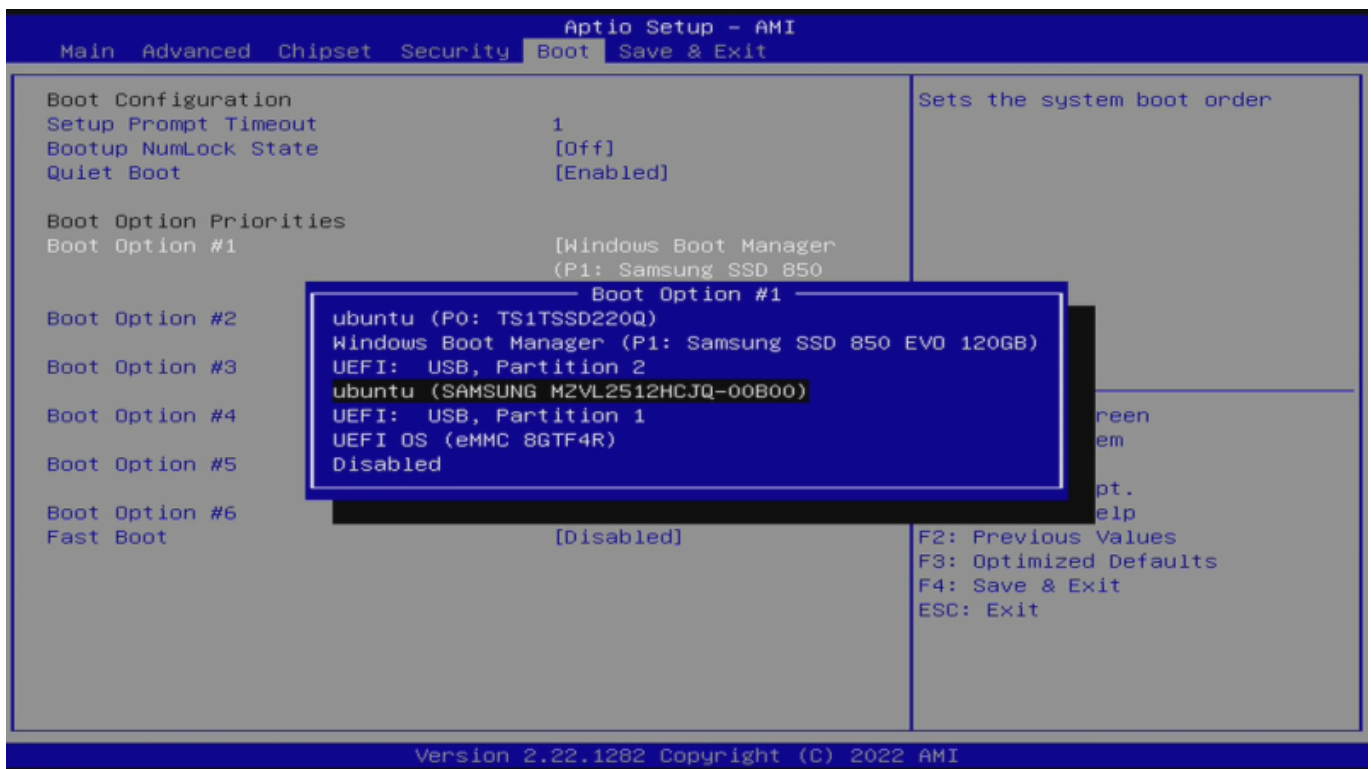 Aptio Setup – AMI
Main Advanced Chipset Security Boot Save & Exit
Boot Configuration
Setup Prompt Timeout 1
Bootup NumLock State [Off]
Quiet Boot [Enabled]
Boot Option Priorities
Boot Option #1 [Windows Boot Manager
(P1: Samsung SSD 850
Boot Option #2
Boot Option #3
Boot Option #4
Boot Option #5
Boot Option #6
Fast Boot [Disabled]
Boot Option #1
ubuntu (P0: TS1TSSD220Q)
Windows Boot Manager (P1: Samsung SSD 850 EVO 120GB)
UEFI: USB, Partition 2
ubuntu (SAMSUNG MZVL2512HCJQ-00B00)
UEFI: USB, Partition 1
UEFI OS (eMMC 8GTF4R)
Disabled
Sets the system boot order
reen
em
pt.
elp
F2: Previous Values
F3: Optimized Defaults
F4: Save & Exit
ESC: Exit
Version 2.22.1282 Copyright (C) 2022 AMI